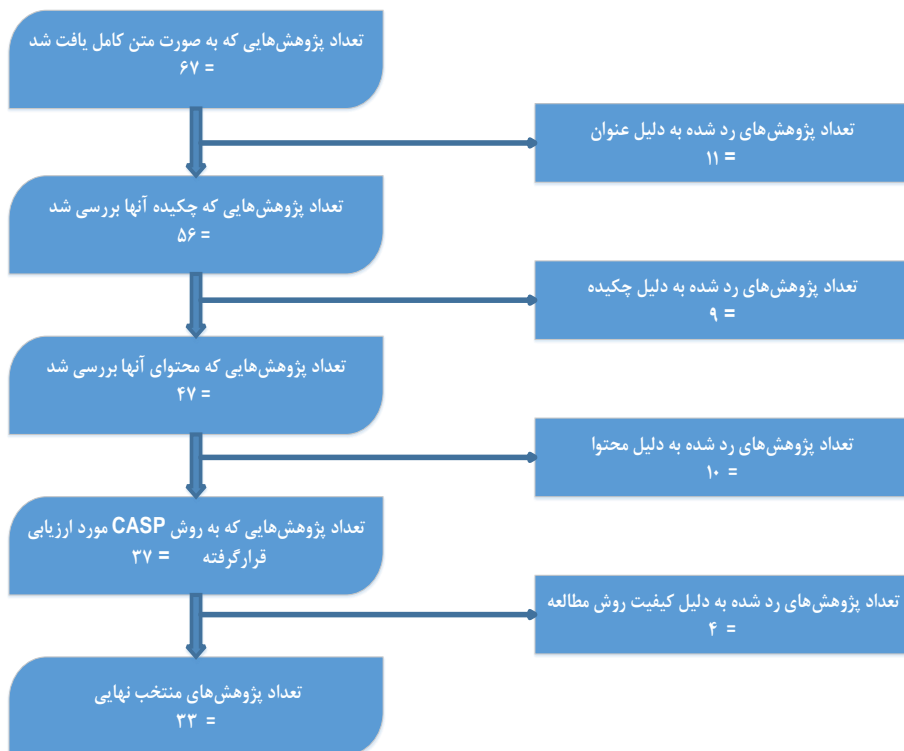 تعداد پژوهش‌هایی که به صورت متن کامل یافت شد
= ۶۷
تعداد پژوهش‌های رد شده به دلیل عنوان
= ۱۱
تعداد پژوهش‌هایی که چکیده آنها بررسی شد
= ۵۶
تعداد پژوهش‌های رد شده به دلیل چکیده
= ۹
تعداد پژوهش‌هایی که محتوای آنها بررسی شد
= ۴۷
تعداد پژوهش‌های رد شده به دلیل محتوا
= ۱۰
تعداد پژوهش‌هایی که به روش CASP مورد ارزیابی
قرارگرفته = ۳۷
تعداد پژوهش‌های رد شده به دلیل کیفیت روش مطالعه
= ۴
تعداد پژوهش‌های منتخب نهایی
= ۳۳